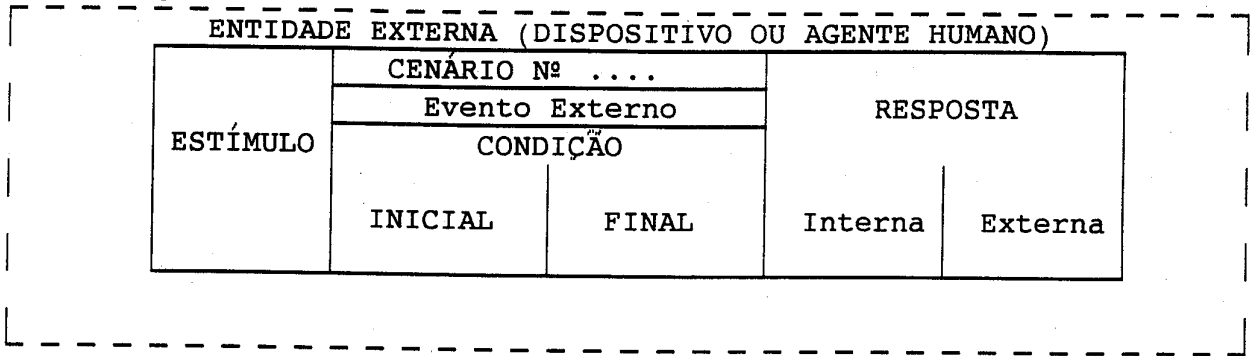 ENTIDADE EXTERNA (DISPOSITIVO OU AGENTE HUMANO)
CENÁRIO Nº ....
Evento Externo
RESPOSTA
ESTÍMULO
CONDIÇÃO
INICIAL
FINAL
Interna
Externa